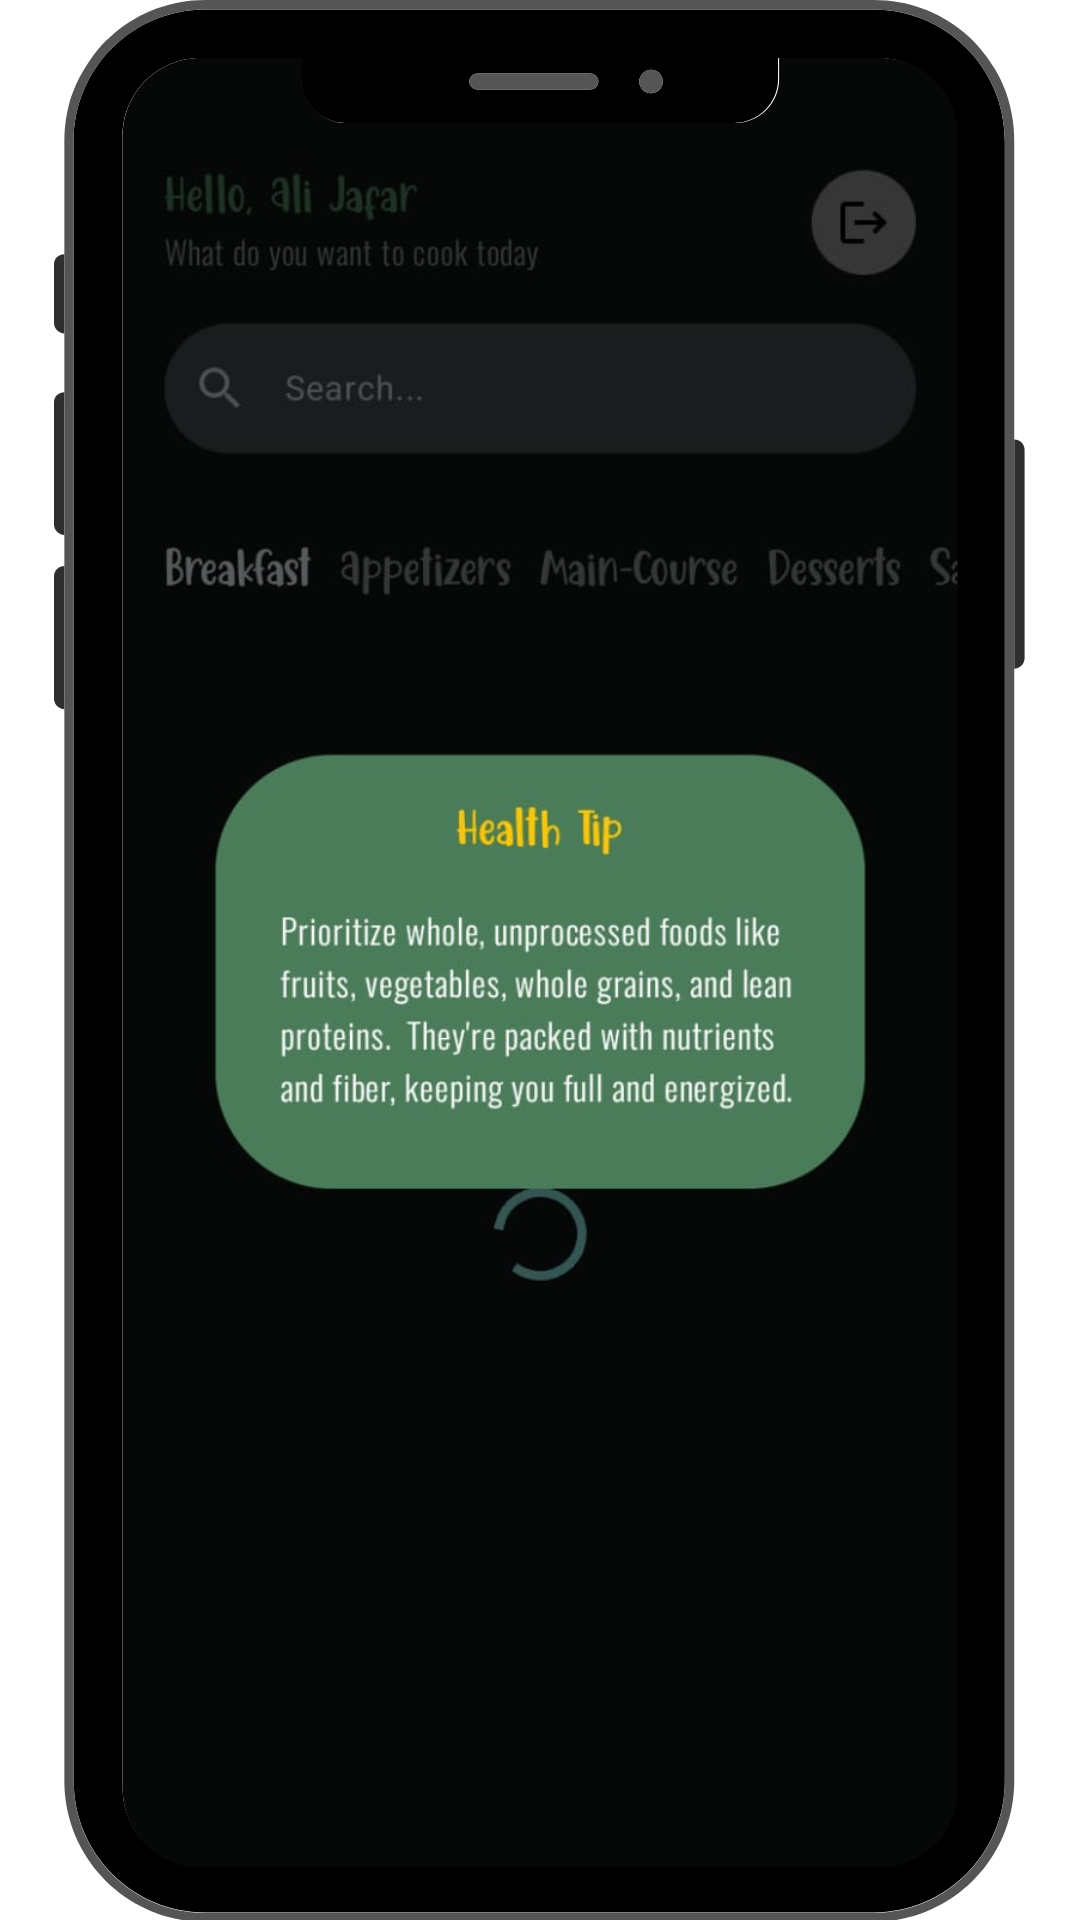 Hello, Ali Jafar
What do you want to cook today
Search...
Breakfast Appetizers Main-Course Desserts Sa
Health Tip
Prioritize whole, unprocessed foods like
fruits, vegetables, whole grains, and lean
proteins.  They're packed with nutrients
and fiber, keeping you full and energized.